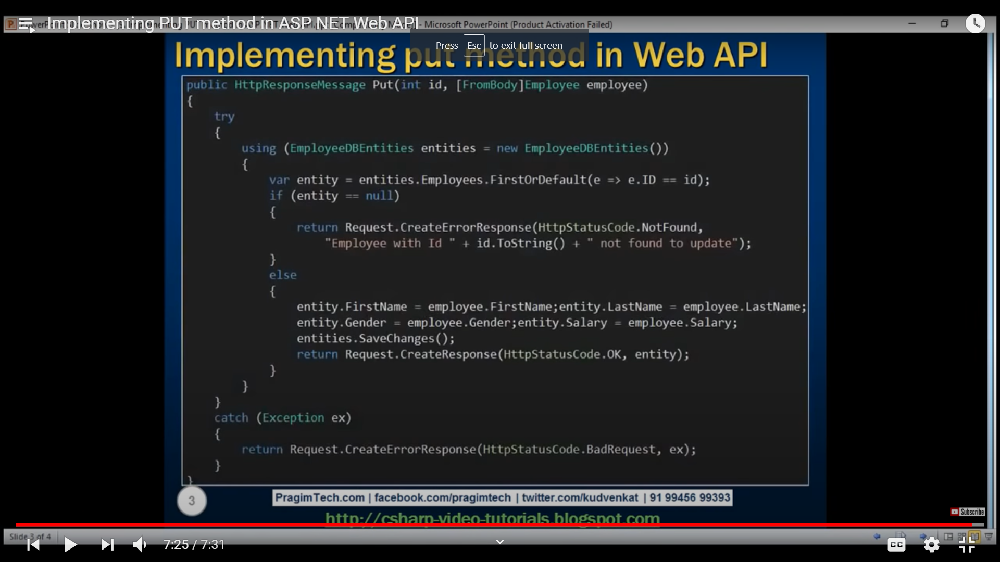 Implementing PUT method in ASP.NET Web API
- Microsoft PowerPoint (Product Activation Failed)
Press Esc to exit full screen
Implementing put method in Web API
public HttpResponseMessage Put(int id, [FromBody]Employee employee)
{
    try
    {
        using (EmployeeDBEntities entities = new EmployeeDBEntities())
        {
            var entity = entities.Employees.FirstOrDefault(e => e.ID == id);
            if (entity == null)
            {
                return Request.CreateErrorResponse(HttpStatusCode.NotFound,
                    "Employee with Id " + id.ToString() + " not found to update");
            }
            else
            {
                entity.FirstName = employee.FirstName;entity.LastName = employee.LastName;
                entity.Gender = employee.Gender;entity.Salary = employee.Salary;
                entities.SaveChanges();
                return Request.CreateResponse(HttpStatusCode.OK, entity);
            }
        }
    }
    catch (Exception ex)
    {
        return Request.CreateErrorResponse(HttpStatusCode.BadRequest, ex);
    }
}
3
PragimTech.com | facebook.com/pragimtech | twitter.com/kudvenkat | 91 99456 99393
http://csharp-video-tutorials.blogspot.com
Subscribe
Slide 3 of 4
7:25 / 7:31
CC